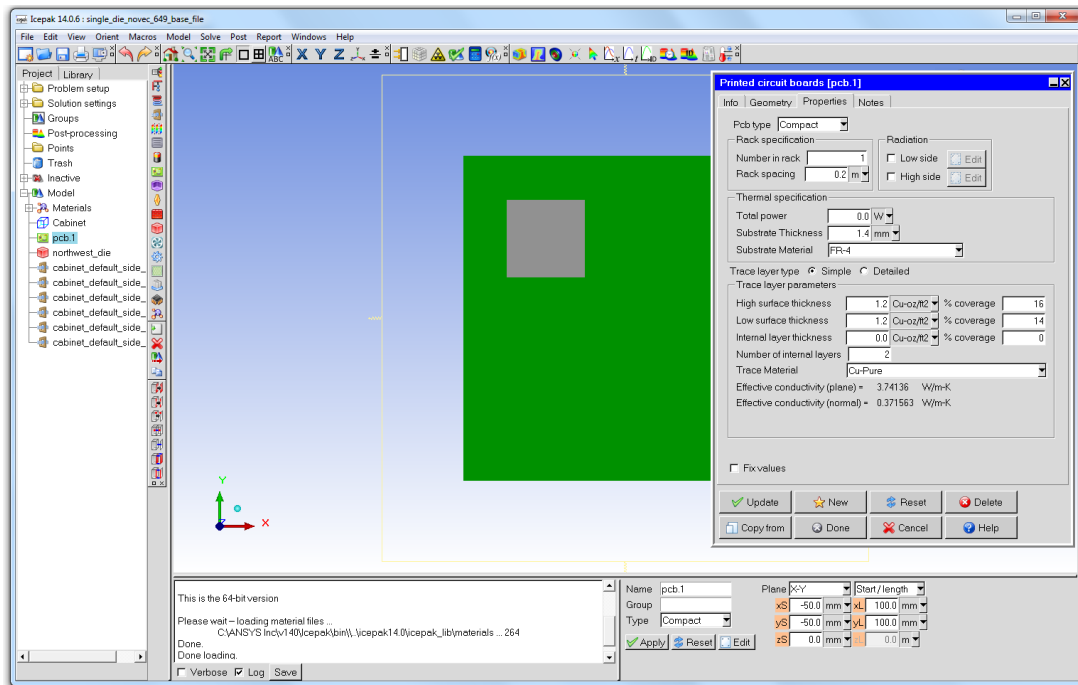 Icepak 14.0.6 : single_die_novec_649_base_file
File Edit View Orient Macros Model Solve Post Report Windows Help
Project Library
Problem setup
Solution settings
Groups
Post-processing
Points
Trash
Inactive
Model
Materials
Cabinet
pcb.1
northwest_die
cabinet_default_side_
cabinet_default_side_
cabinet_default_side_
cabinet_default_side_
cabinet_default_side_
cabinet_default_side_
Y
X
Z
Printed circuit boards [pcb.1]
Info Geometry Properties Notes
Pcb type Compact
Rack specification Radiation
Number in rack 1 Low side Edit
Rack spacing 0.2 m High side Edit
Thermal specification
Total power 0.0 W
Substrate Thickness 1.4 mm
Substrate Material FR-4
Trace layer type Simple Detailed
Trace layer parameters
High surface thickness 1.2 Cu-oz/ft2 % coverage 16
Low surface thickness 1.2 Cu-oz/ft2 % coverage 14
Internal layer thickness 0.0 Cu-oz/ft2 % coverage 0
Number of internal layers 2
Trace Material Cu-Pure
Effective conductivity (plane) = 3.74136 W/m-K
Effective conductivity (normal) = 0.371563 W/m-K
Fix values
Update New Reset Delete
Copy from Done Cancel Help
This is the 64-bit version
Please wait – loading material files ...
C:\ANSYS Inc\v140\Icepak\bin\\..\icepak14.0\icepak_lib\materials ... 264
Done.
Done loading.
Verbose Log Save
Name pcb.1 Plane X-Y Start / length
Group xS -50.0 mm xL 100.0 mm
Type Compact yS -50.0 mm yL 100.0 mm
Apply Reset Edit zS 0.0 mm zL 0.0 m